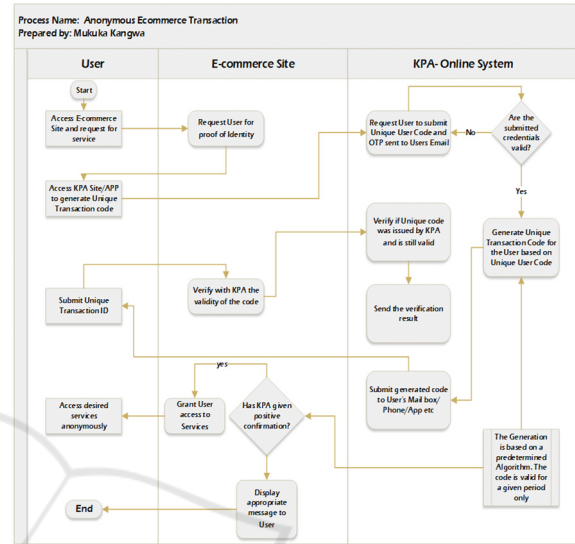 Process Name: Anonymous Ecommerce Transaction
Prepared by: Mukuka Kangwa
User
E-commerce Site
KPA- Online System
Start
Access E-commerce
Site and request for
service
Request User for
proof of Identity
Request User to submit
Unique User Code and
OTP sent to Users Email
No
Are the
submitted
credentials
valid?
Yes
Access KPA Site/APP
to generate Unique
Transaction code
Verify if Unique code
was issued by KPA
and is still valid
Generate Unique
Transaction Code for
the User based on
Unique User Code
Submit Unique
Transaction ID
Verify with KPA the
validity of the code
Send the verification
result
yes
Access desired
services
anonymously
Grant User
access to
Services
Has KPA given
positive
confirmation?
Submit generated code
to User's Mail box/
Phone/App etc
The Generation is
based on a
predetermined
Algorithm. The
code is valid for
a given period
only
Display
appropriate
message to
User
End